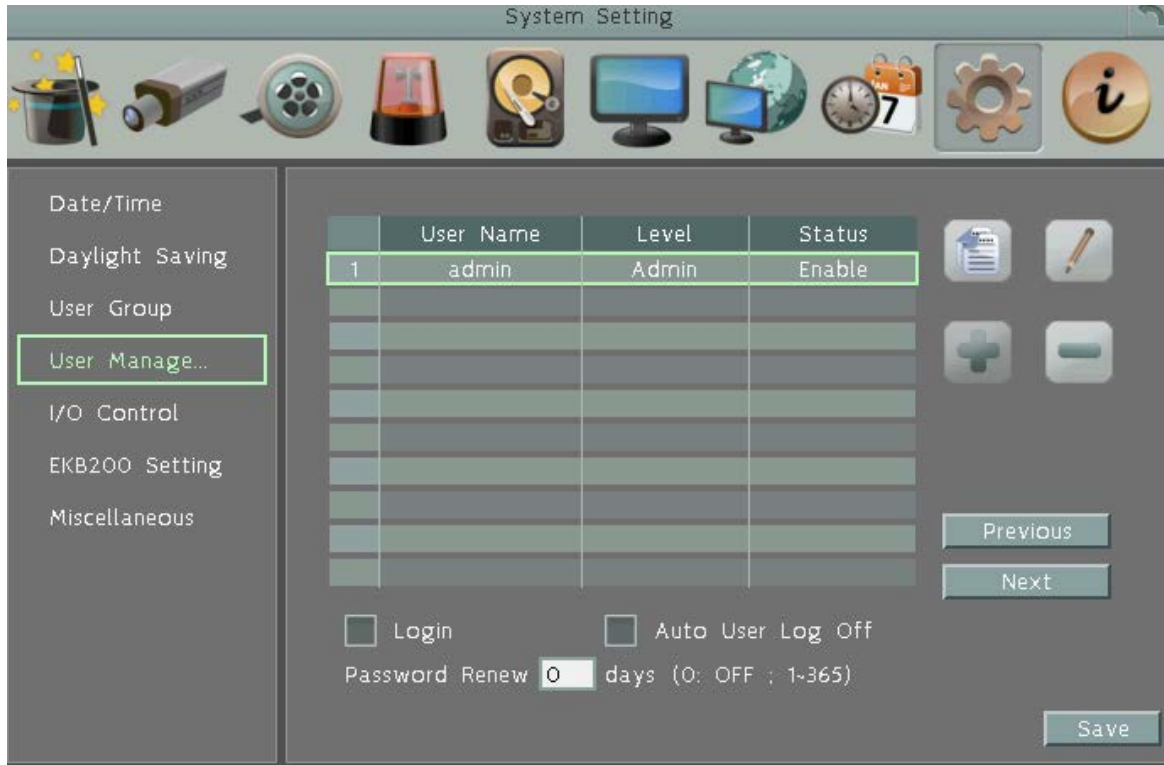 System Setting
JAN
7
i
Date/Time
Daylight Saving
User Group
User Manage...
I/O Control
EKB200 Setting
Miscellaneous
User Name Level Status
1 admin Admin Enable
Previous
Next
Login Auto User Log Off
Password Renew 0 days (0: OFF ; 1~365)
Save